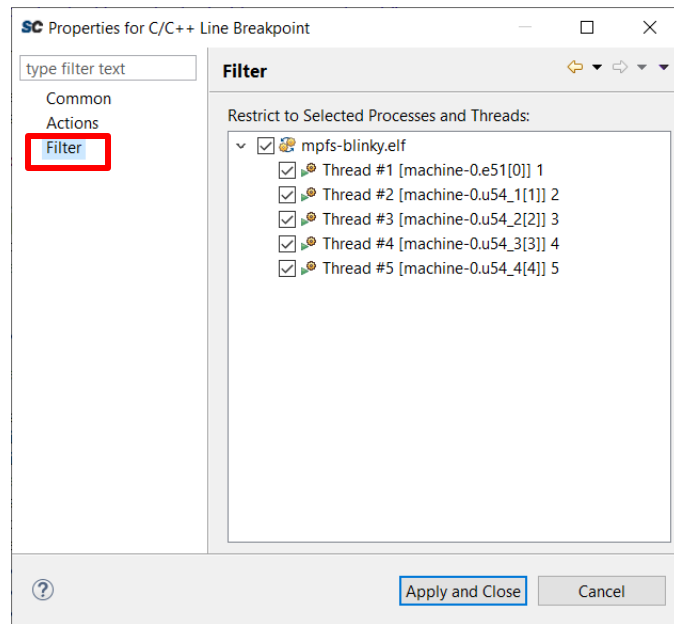 SC Properties for C/C++ Line Breakpoint
type filter text
Common
Actions
Filter
Filter
Restrict to Selected Processes and Threads:
mpfs-blinky.elf
Thread #1 [machine-0.e51[0]] 1
Thread #2 [machine-0.u54_1[1]] 2
Thread #3 [machine-0.u54_2[2]] 3
Thread #4 [machine-0.u54_3[3]] 4
Thread #5 [machine-0.u54_4[4]] 5
?
Apply and Close
Cancel